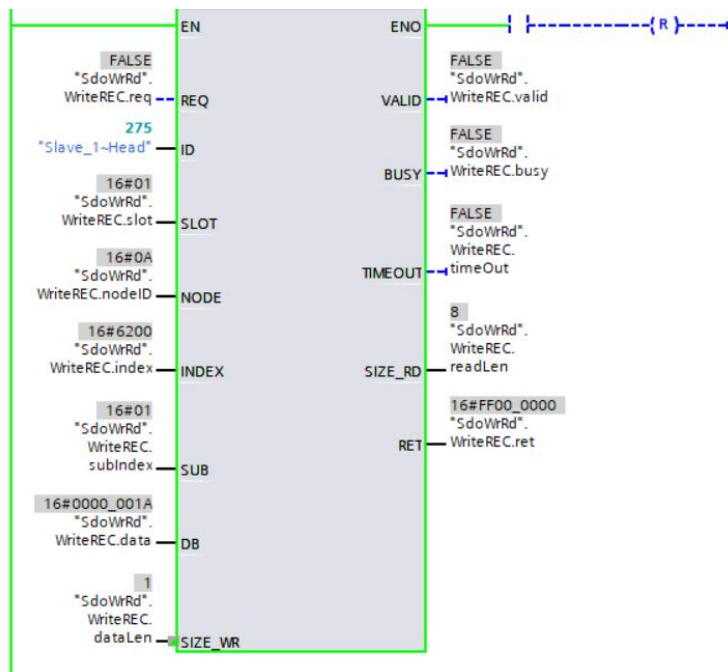 EN ENO
( R )
FALSE
"SdoWrRd".
WriteREC.req
REQ
275
"Slave_1~Head"
ID
16#01
"SdoWrRd".
WriteREC.slot
SLOT
16#0A
"SdoWrRd".
WriteREC.nodeID
NODE
16#6200
"SdoWrRd".
WriteREC.index
INDEX
16#01
"SdoWrRd".
WriteREC.
subIndex
SUB
16#0000_001A
"SdoWrRd".
WriteREC.data
DB
1
"SdoWrRd".
WriteREC.
dataLen
SIZE_WR
FALSE
"SdoWrRd".
VALID
WriteREC.valid
FALSE
"SdoWrRd".
BUSY
WriteREC.busy
FALSE
"SdoWrRd".
WriteREC.
TIMEOUT
timeOut
8
"SdoWrRd".
WriteREC.
SIZE_RD
readLen
16#FF00_0000
"SdoWrRd".
RET
WriteREC.ret